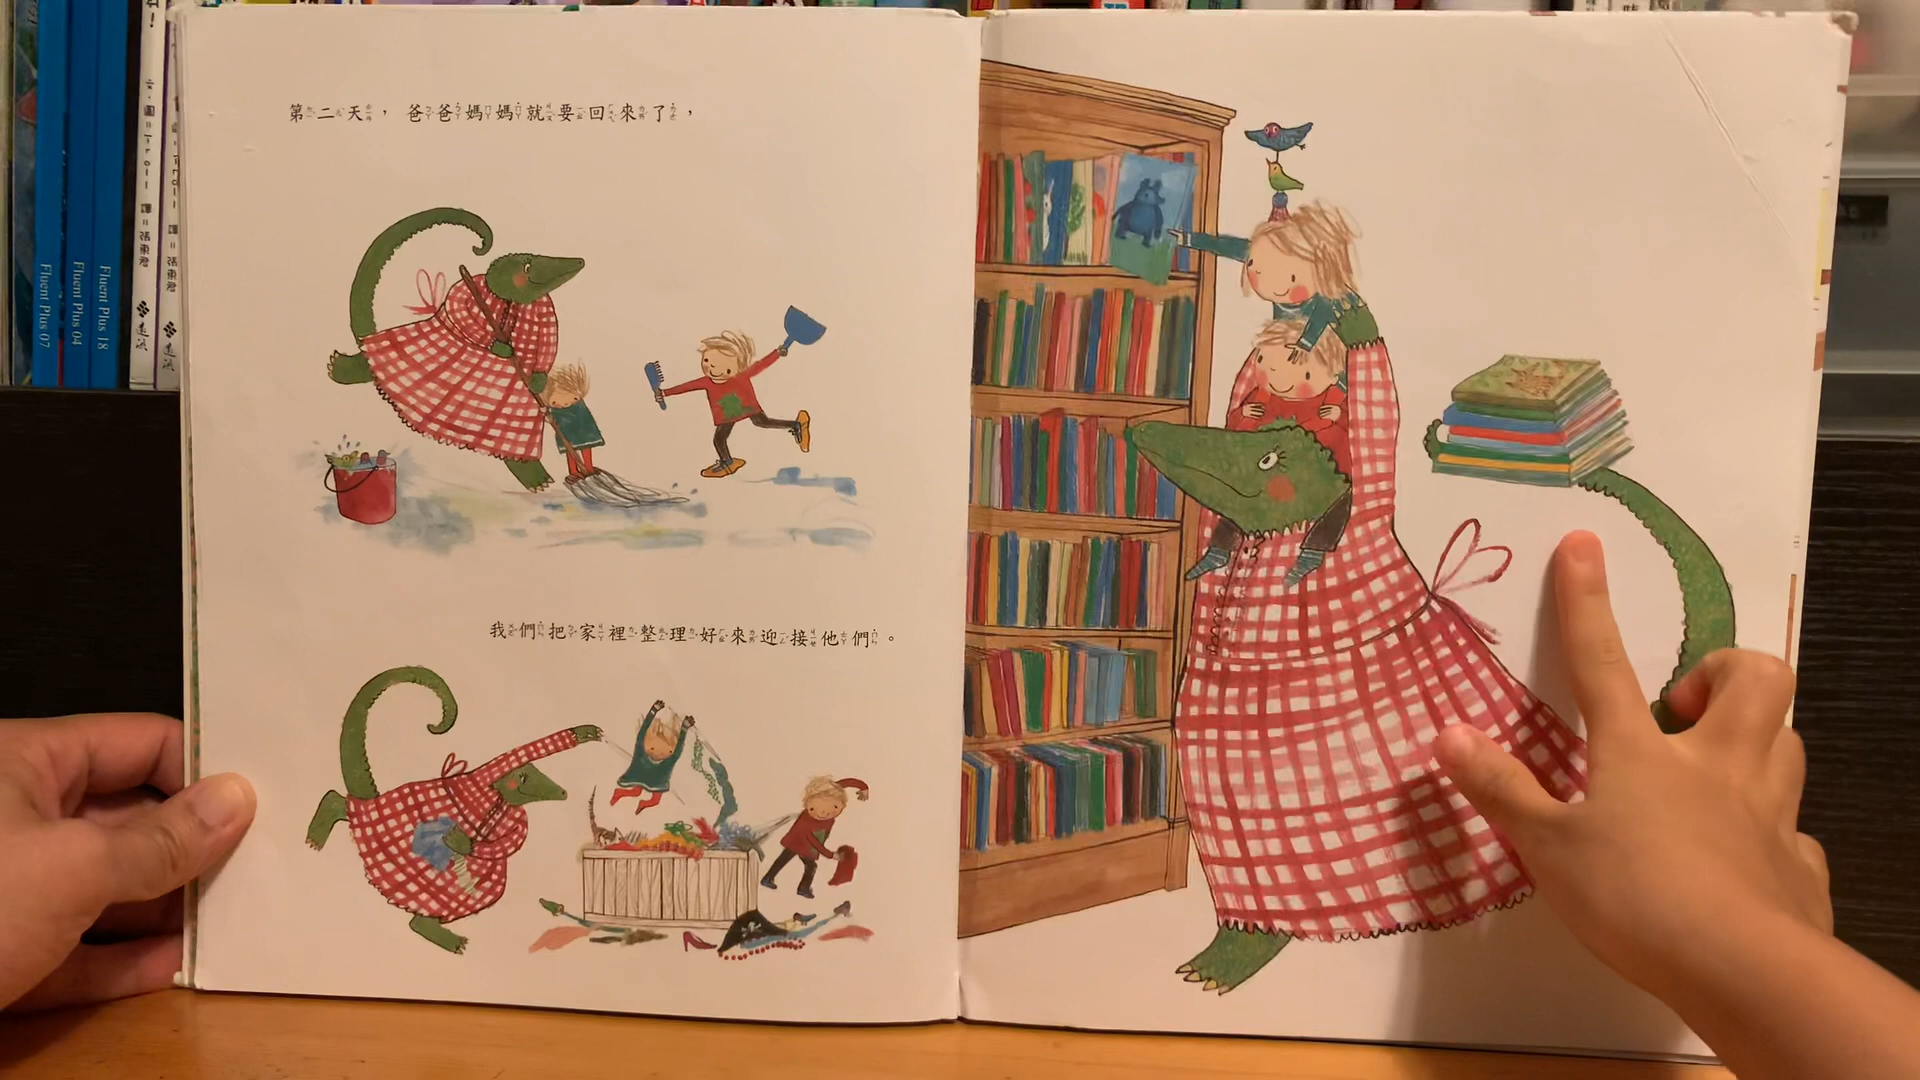 第二天，爸爸媽媽就要回來了，
我們把家裡整理好來迎接他們。
Fluent Plus 07
Fluent Plus 04
Fluent Plus 18